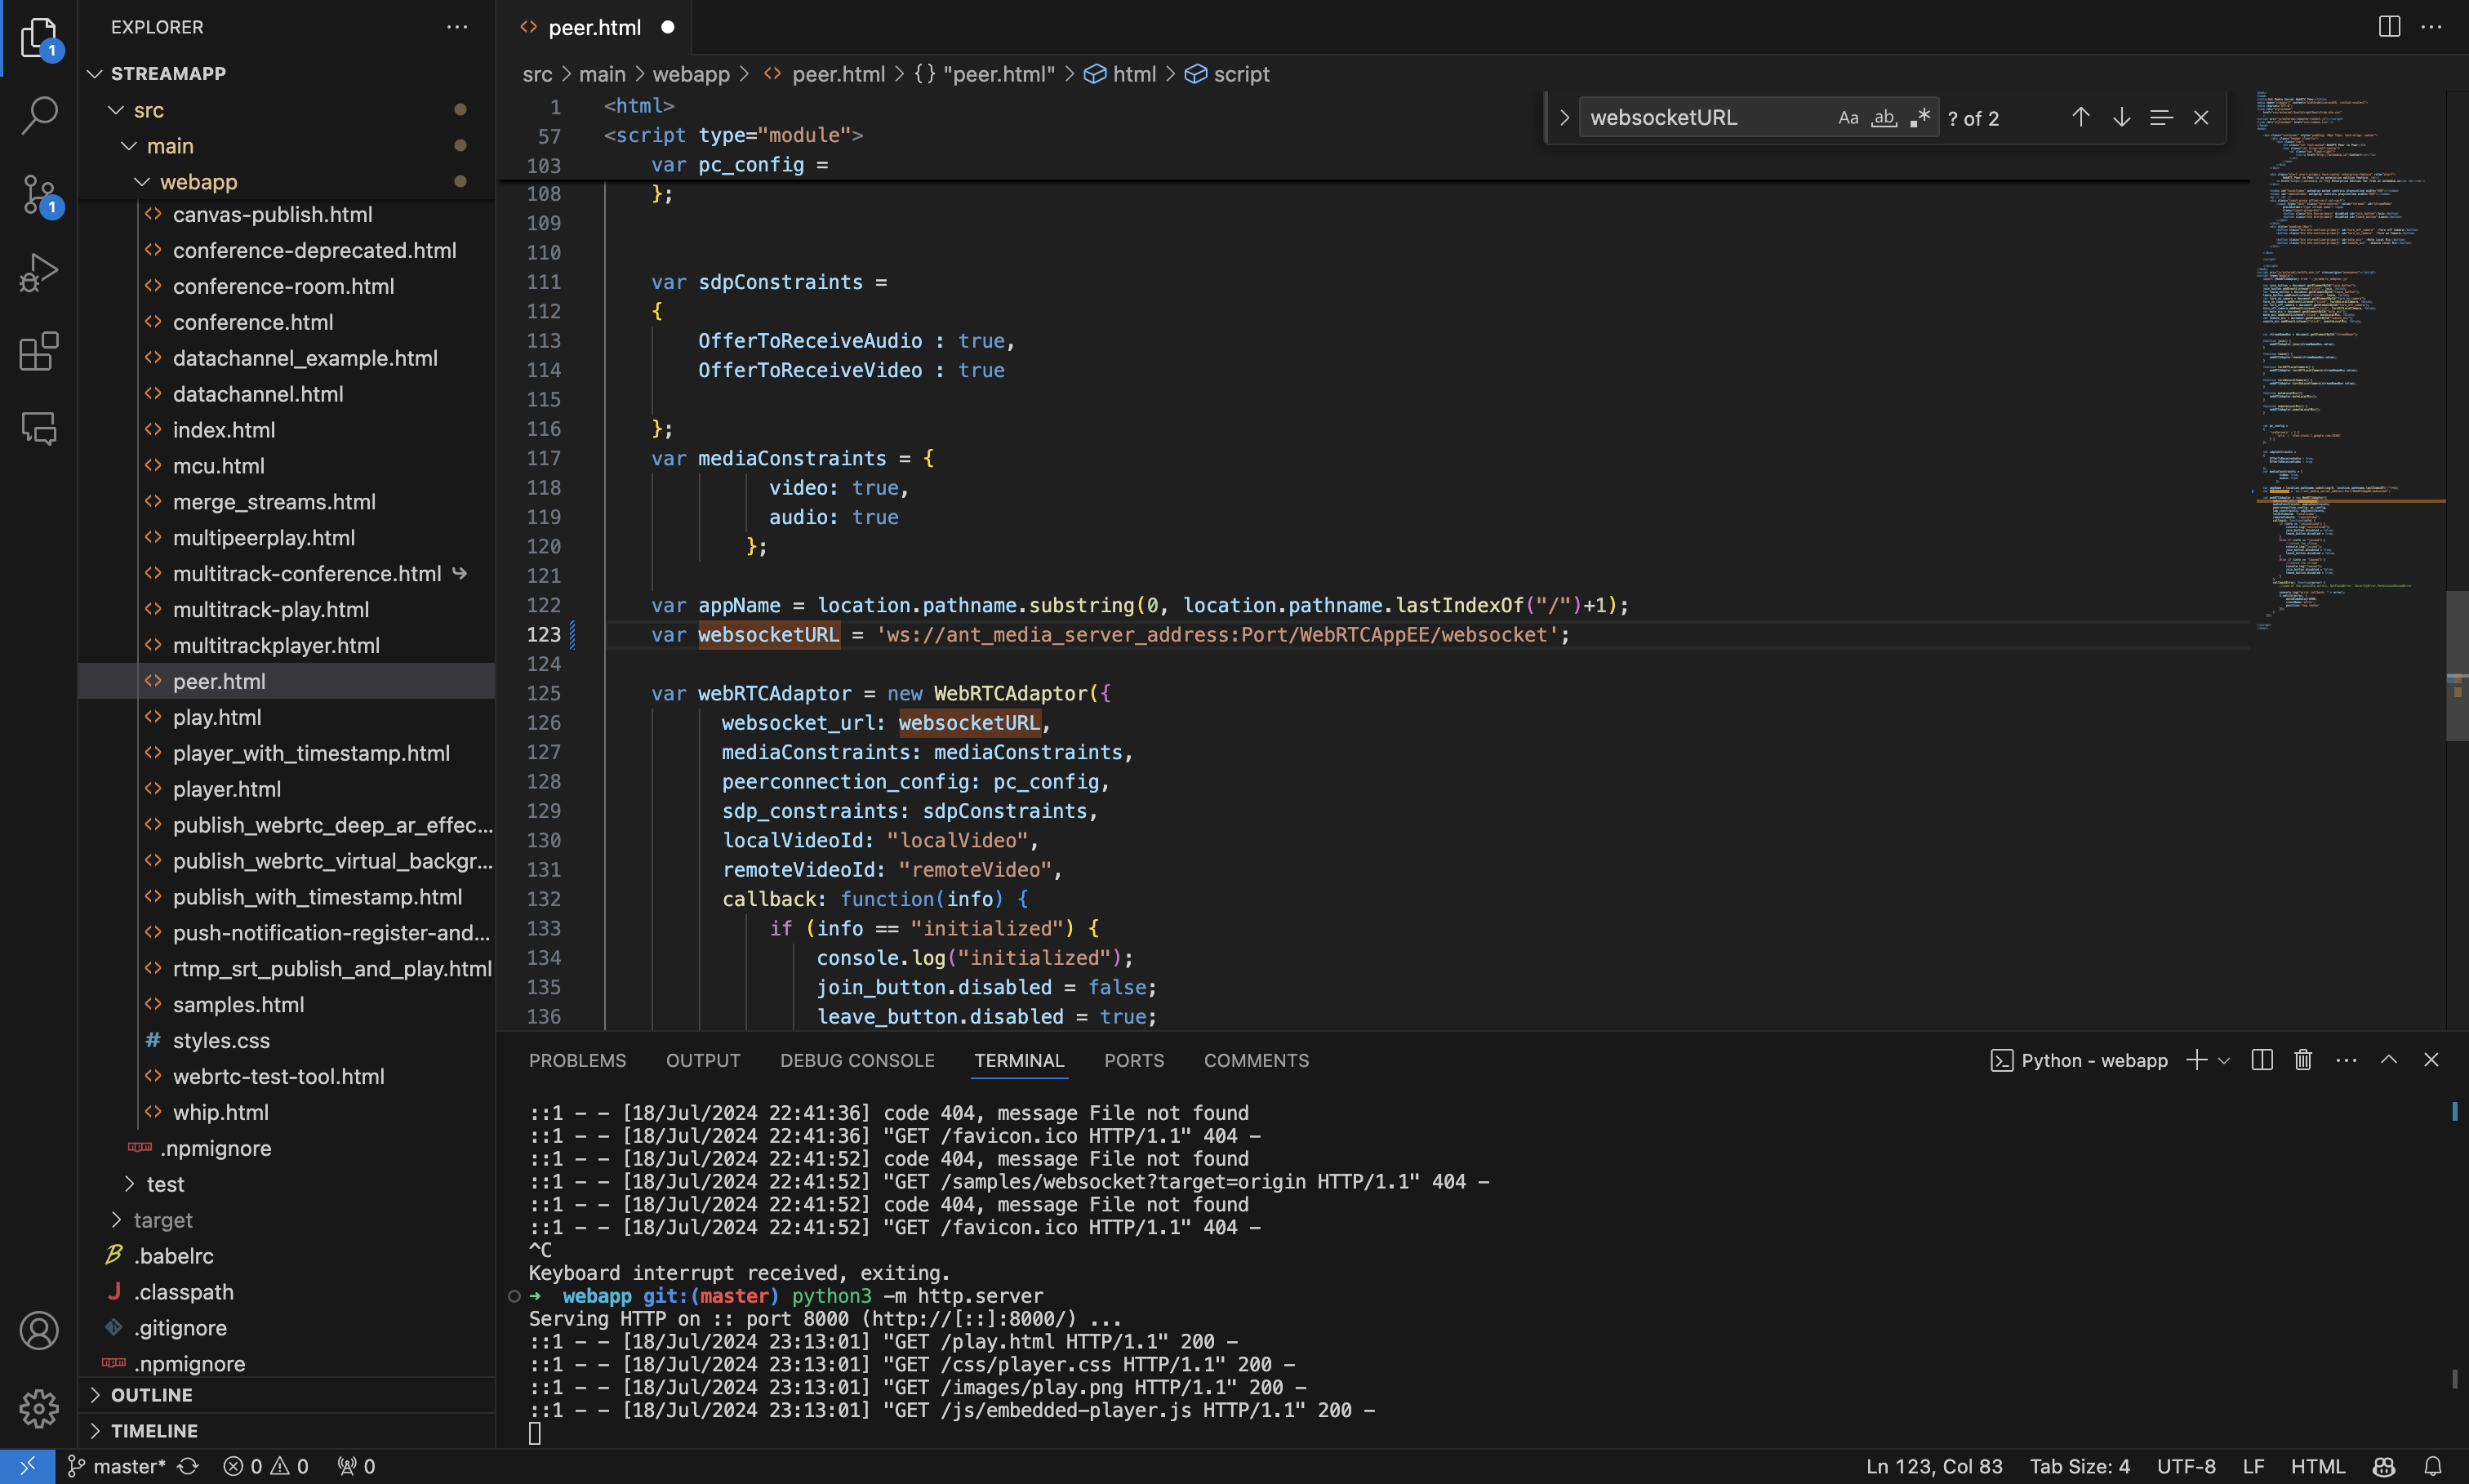 EXPLORER
STREAMAPP
src
main
webapp
canvas-publish.html
conference-deprecated.html
conference-room.html
conference.html
datachannel_example.html
datachannel.html
index.html
mcu.html
merge_streams.html
multipeerplay.html
multitrack-conference.html
multitrack-play.html
multitrackplayer.html
peer.html
play.html
player_with_timestamp.html
player.html
publish_webrtc_deep_ar_effec...
publish_webrtc_virtual_backgr...
publish_with_timestamp.html
push-notification-register-and...
rtmp_srt_publish_and_play.html
samples.html
styles.css
webrtc-test-tool.html
whip.html
.npmignore
test
target
.babelrc
.classpath
.gitignore
.npmignore
OUTLINE
TIMELINE
1
1
peer.html
src > main > webapp > peer.html > {} "peer.html" > html > script
websocketURL Aa ab .* ? of 2
1 <html>
57 <script type="module">
103 var pc_config =
108 };
109
110
111 var sdpConstraints =
112 {
113 OfferToReceiveAudio : true,
114 OfferToReceiveVideo : true
115
116 };
117 var mediaConstraints = {
118 video: true,
119 audio: true
120 };
121
122 var appName = location.pathname.substring(0, location.pathname.lastIndexOf("/")+1);
123 var websocketURL = 'ws://ant_media_server_address:Port/WebRTCAppEE/websocket';
124
125 var webRTCAdaptor = new WebRTCAdaptor({
126 websocket_url: websocketURL,
127 mediaConstraints: mediaConstraints,
128 peerconnection_config: pc_config,
129 sdp_constraints: sdpConstraints,
130 localVideoId: "localVideo",
131 remoteVideoId: "remoteVideo",
132 callback: function(info) {
133 if (info == "initialized") {
134 console.log("initialized");
135 join_button.disabled = false;
136 leave_button.disabled = true;
PROBLEMS OUTPUT DEBUG CONSOLE TERMINAL PORTS COMMENTS
Python - webapp
::1 - - [18/Jul/2024 22:41:36] code 404, message File not found
::1 - - [18/Jul/2024 22:41:36] "GET /favicon.ico HTTP/1.1" 404 -
::1 - - [18/Jul/2024 22:41:52] code 404, message File not found
::1 - - [18/Jul/2024 22:41:52] "GET /samples/websocket?target=origin HTTP/1.1" 404 -
::1 - - [18/Jul/2024 22:41:52] code 404, message File not found
::1 - - [18/Jul/2024 22:41:52] "GET /favicon.ico HTTP/1.1" 404 -
^C
Keyboard interrupt received, exiting.
webapp git:(master) python3 -m http.server
Serving HTTP on :: port 8000 (http://[::]:8000/) ...
::1 - - [18/Jul/2024 23:13:01] "GET /play.html HTTP/1.1" 200 -
::1 - - [18/Jul/2024 23:13:01] "GET /css/player.css HTTP/1.1" 200 -
::1 - - [18/Jul/2024 23:13:01] "GET /images/play.png HTTP/1.1" 200 -
::1 - - [18/Jul/2024 23:13:01] "GET /js/embedded-player.js HTTP/1.1" 200 -
master* 0 0 0
Ln 123, Col 83 Tab Size: 4 UTF-8 LF HTML